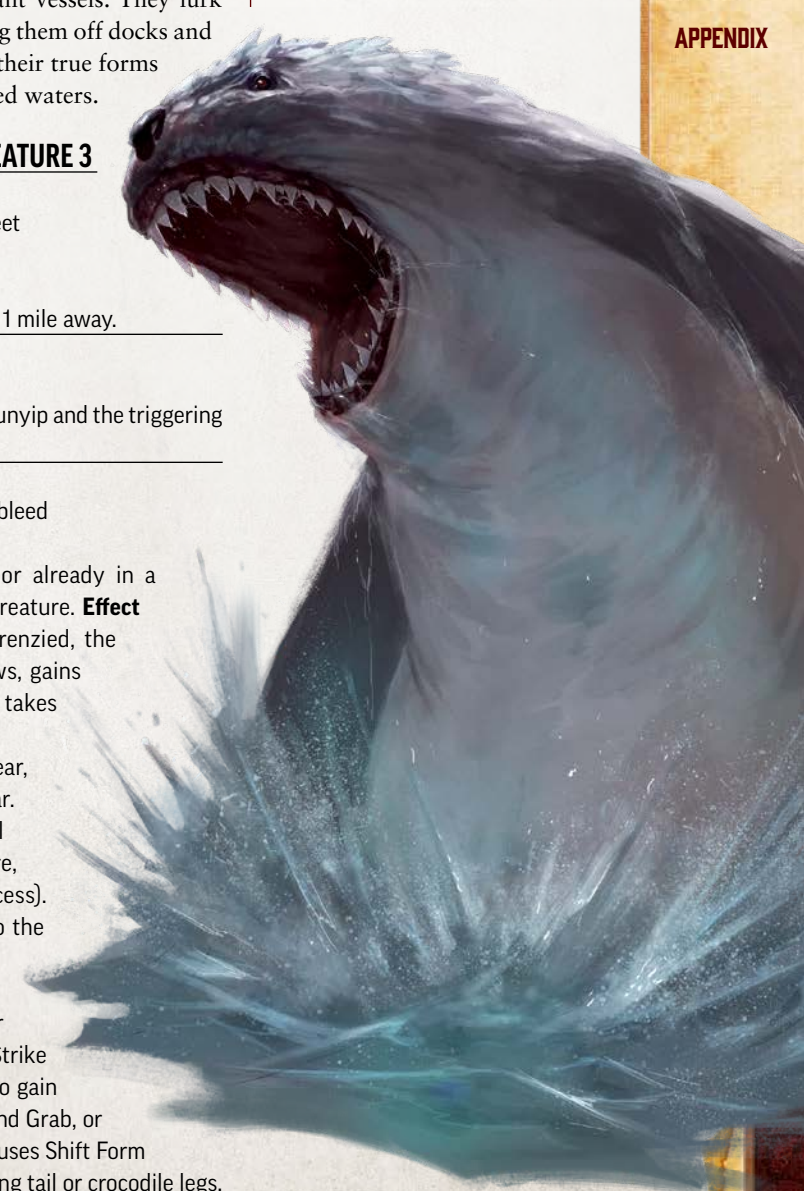 ant vessels. They lurk
APPENDIX
g them off docks and
their true forms
ed waters.
EATURE 3
eet
1 mile away.
unyip and the triggering
bleed
or already in a
reature. Effect
renzied, the
ws, gains
takes
ear,
ar.
d
e,
cess).
o the
r
Strike
o gain
nd Grab, or
uses Shift Form
ng tail or crocodile legs.